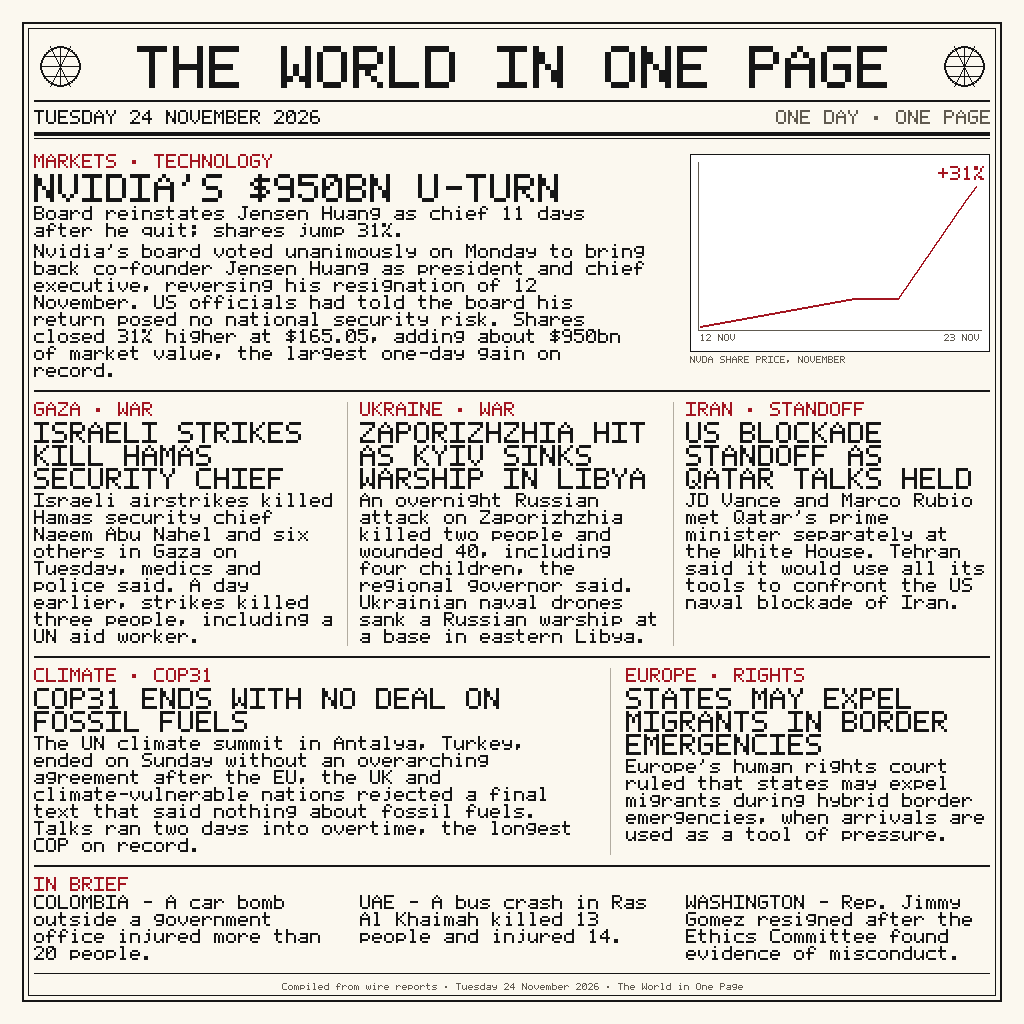 THE WORLD IN ONE PAGE
TUESDAY 24 NOVEMBER 2026
ONE DAY · ONE PAGE
MARKETS · TECHNOLOGY
NVIDIA'S $950BN U-TURN
Board reinstates Jensen Huang as chief 11 days
after he quit; shares jump 31%.
Nvidia's board voted unanimously on Monday to bring
back co-founder Jensen Huang as president and chief
executive, reversing his resignation of 12
November. US officials had told the board his
return posed no national security risk. Shares
closed 31% higher at $165.05, adding about $950bn
of market value, the largest one-day gain on
record.
+31%
12 NOV
23 NOV
NVDA SHARE PRICE, NOVEMBER
GAZA · WAR
ISRAELI STRIKES
KILL HAMAS
SECURITY CHIEF
Israeli airstrikes killed
Hamas security chief
Naeem Abu Nahel and six
others in Gaza on
Tuesday, medics and
police said. A day
earlier, strikes killed
three people, including a
UN aid worker.
UKRAINE · WAR
ZAPORIZHZHIA HIT
AS KYIV SINKS
WARSHIP IN LIBYA
An overnight Russian
attack on Zaporizhzhia
killed two people and
wounded 40, including
four children, the
regional governor said.
Ukrainian naval drones
sank a Russian warship at
a base in eastern Libya.
IRAN · STANDOFF
US BLOCKADE
STANDOFF AS
QATAR TALKS HELD
JD Vance and Marco Rubio
met Qatar's prime
minister separately at
the White House. Tehran
said it would use all its
tools to confront the US
naval blockade of Iran.
CLIMATE · COP31
COP31 ENDS WITH NO DEAL ON
FOSSIL FUELS
The UN climate summit in Antalya, Turkey,
ended on Sunday without an overarching
agreement after the EU, the UK and
climate-vulnerable nations rejected a final
text that said nothing about fossil fuels.
Talks ran two days into overtime, the longest
COP on record.
EUROPE · RIGHTS
STATES MAY EXPEL
MIGRANTS IN BORDER
EMERGENCIES
Europe's human rights court
ruled that states may expel
migrants during hybrid border
emergencies, when arrivals are
used as a tool of pressure.
IN BRIEF
COLOMBIA - A car bomb
outside a government
office injured more than
20 people.
UAE - A bus crash in Ras
Al Khaimah killed 13
people and injured 14.
WASHINGTON - Rep. Jimmy
Gomez resigned after the
Ethics Committee found
evidence of misconduct.
Compiled from wire reports · Tuesday 24 November 2026 · The World in One Page